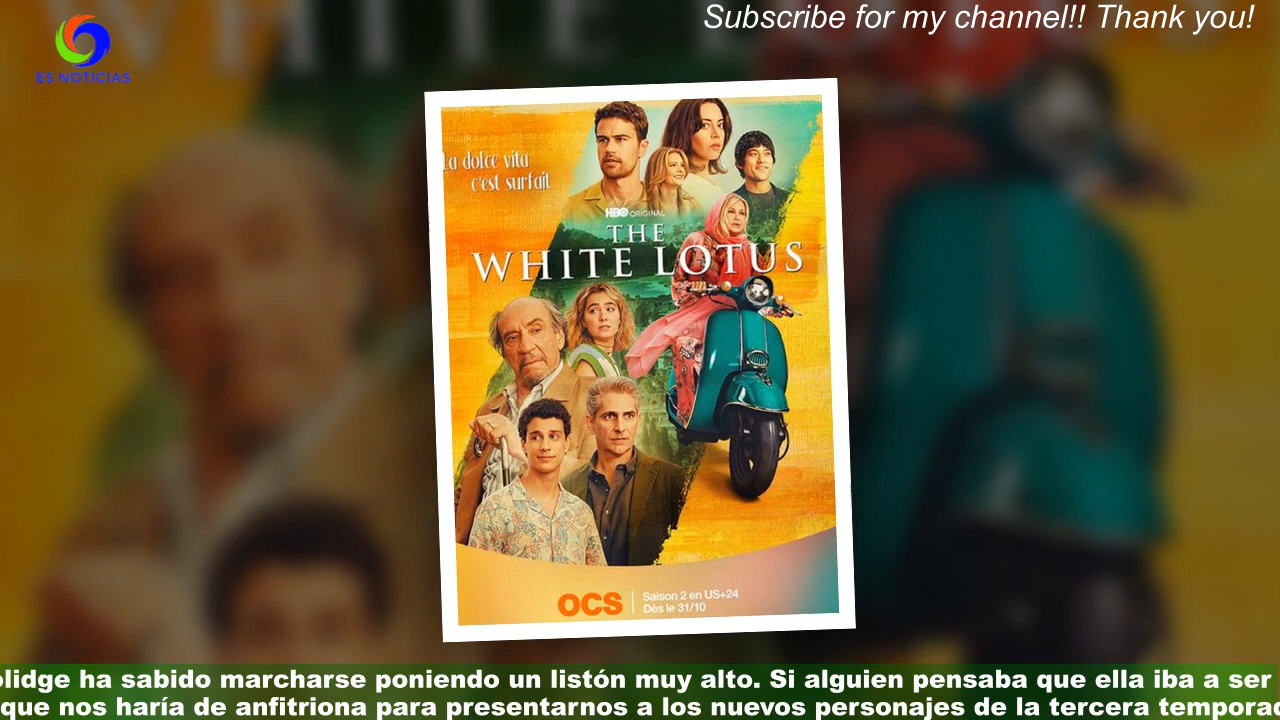 Subscribe for my channel!! Thank you!
ES NOTICIAS
La dolce vita
c'est surfait
HBO ORIGINAL
THE
WHITE LOTUS
OCS
Saison 2 en US+24
Dès le 31/10
olidge ha sabido marcharse poniendo un listón muy alto. Si alguien pensaba que ella iba a ser
que nos haría de anfitriona para presentarnos a los nuevos personajes de la tercera temporad